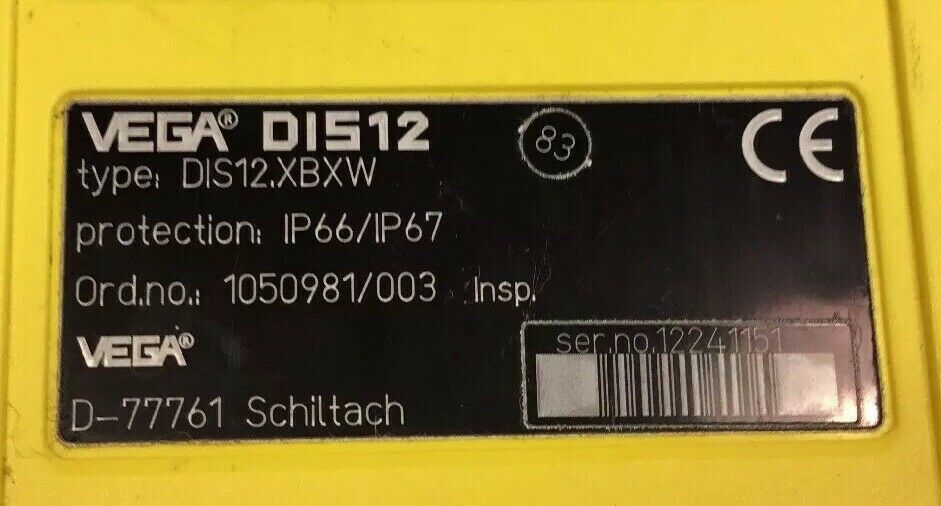 VEGA® DIS12
83
CE
type: DIS12.XBXW
protection: IP66/IP67
Ord.no.: 1050981/003 Insp.
VEGA®
ser.no.12241151
D-77761 Schiltach